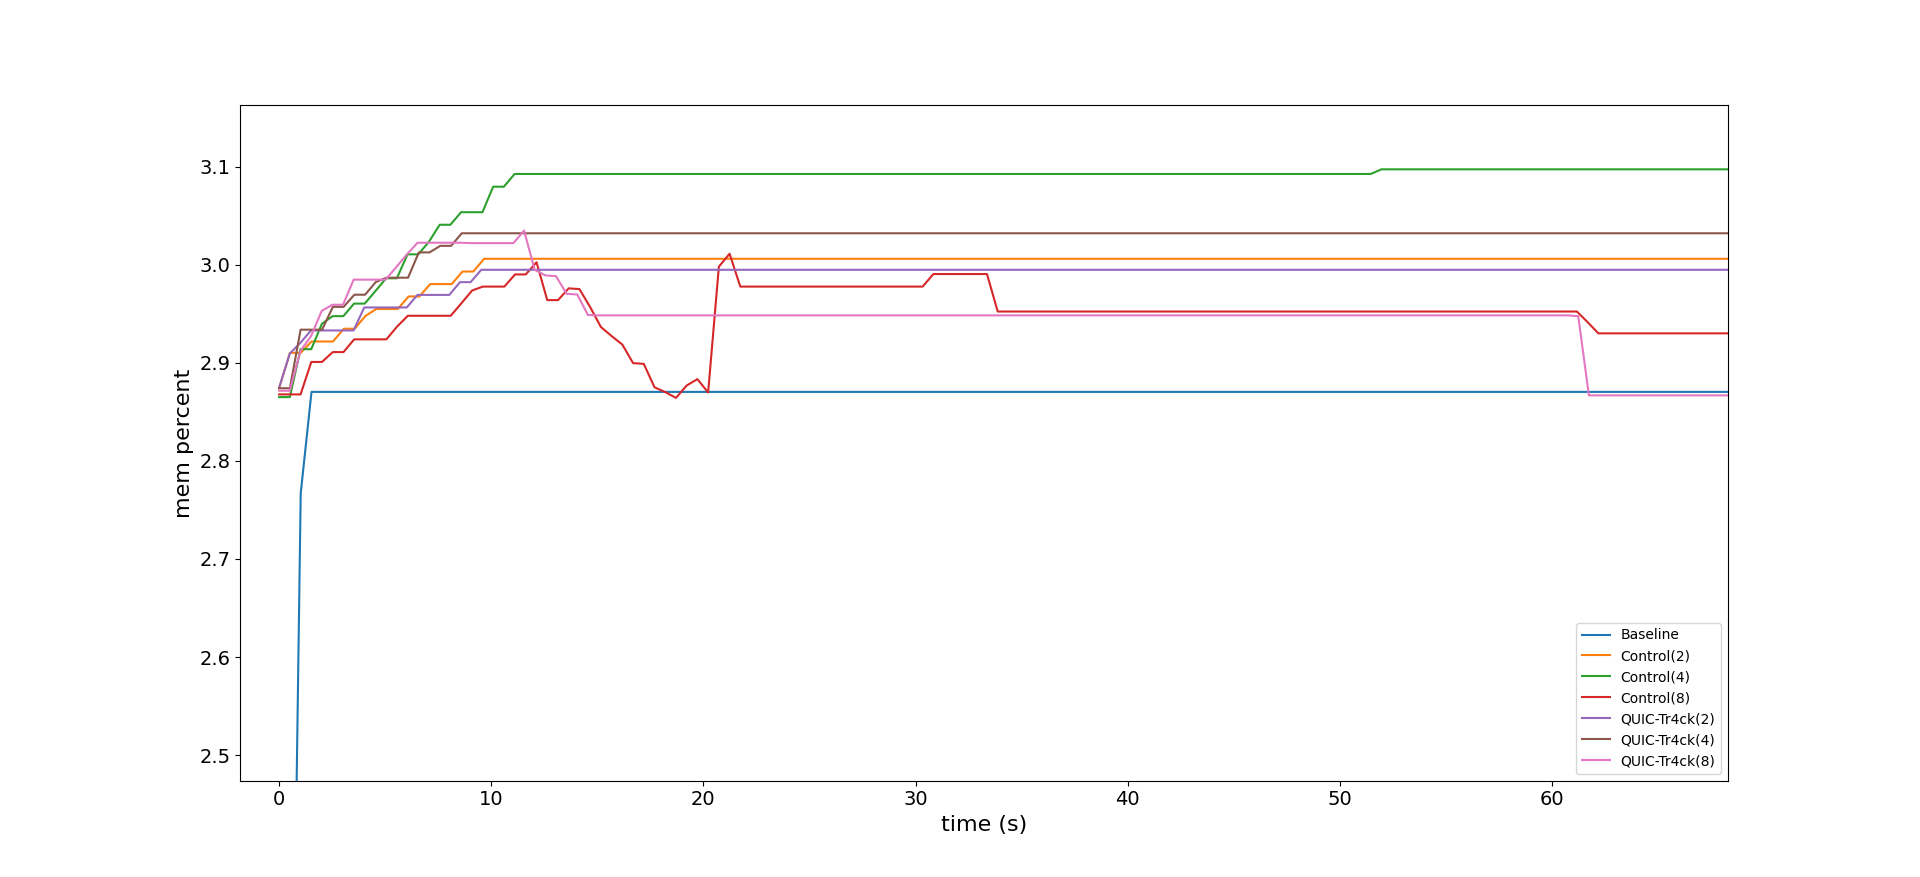 mem percent
3.1
3.0
2.9
2.8
2.7
2.6
2.5
0 10 20 30 40 50 60
time (s)
Baseline
Control(2)
Control(4)
Control(8)
QUIC-Tr4ck(2)
QUIC-Tr4ck(4)
QUIC-Tr4ck(8)